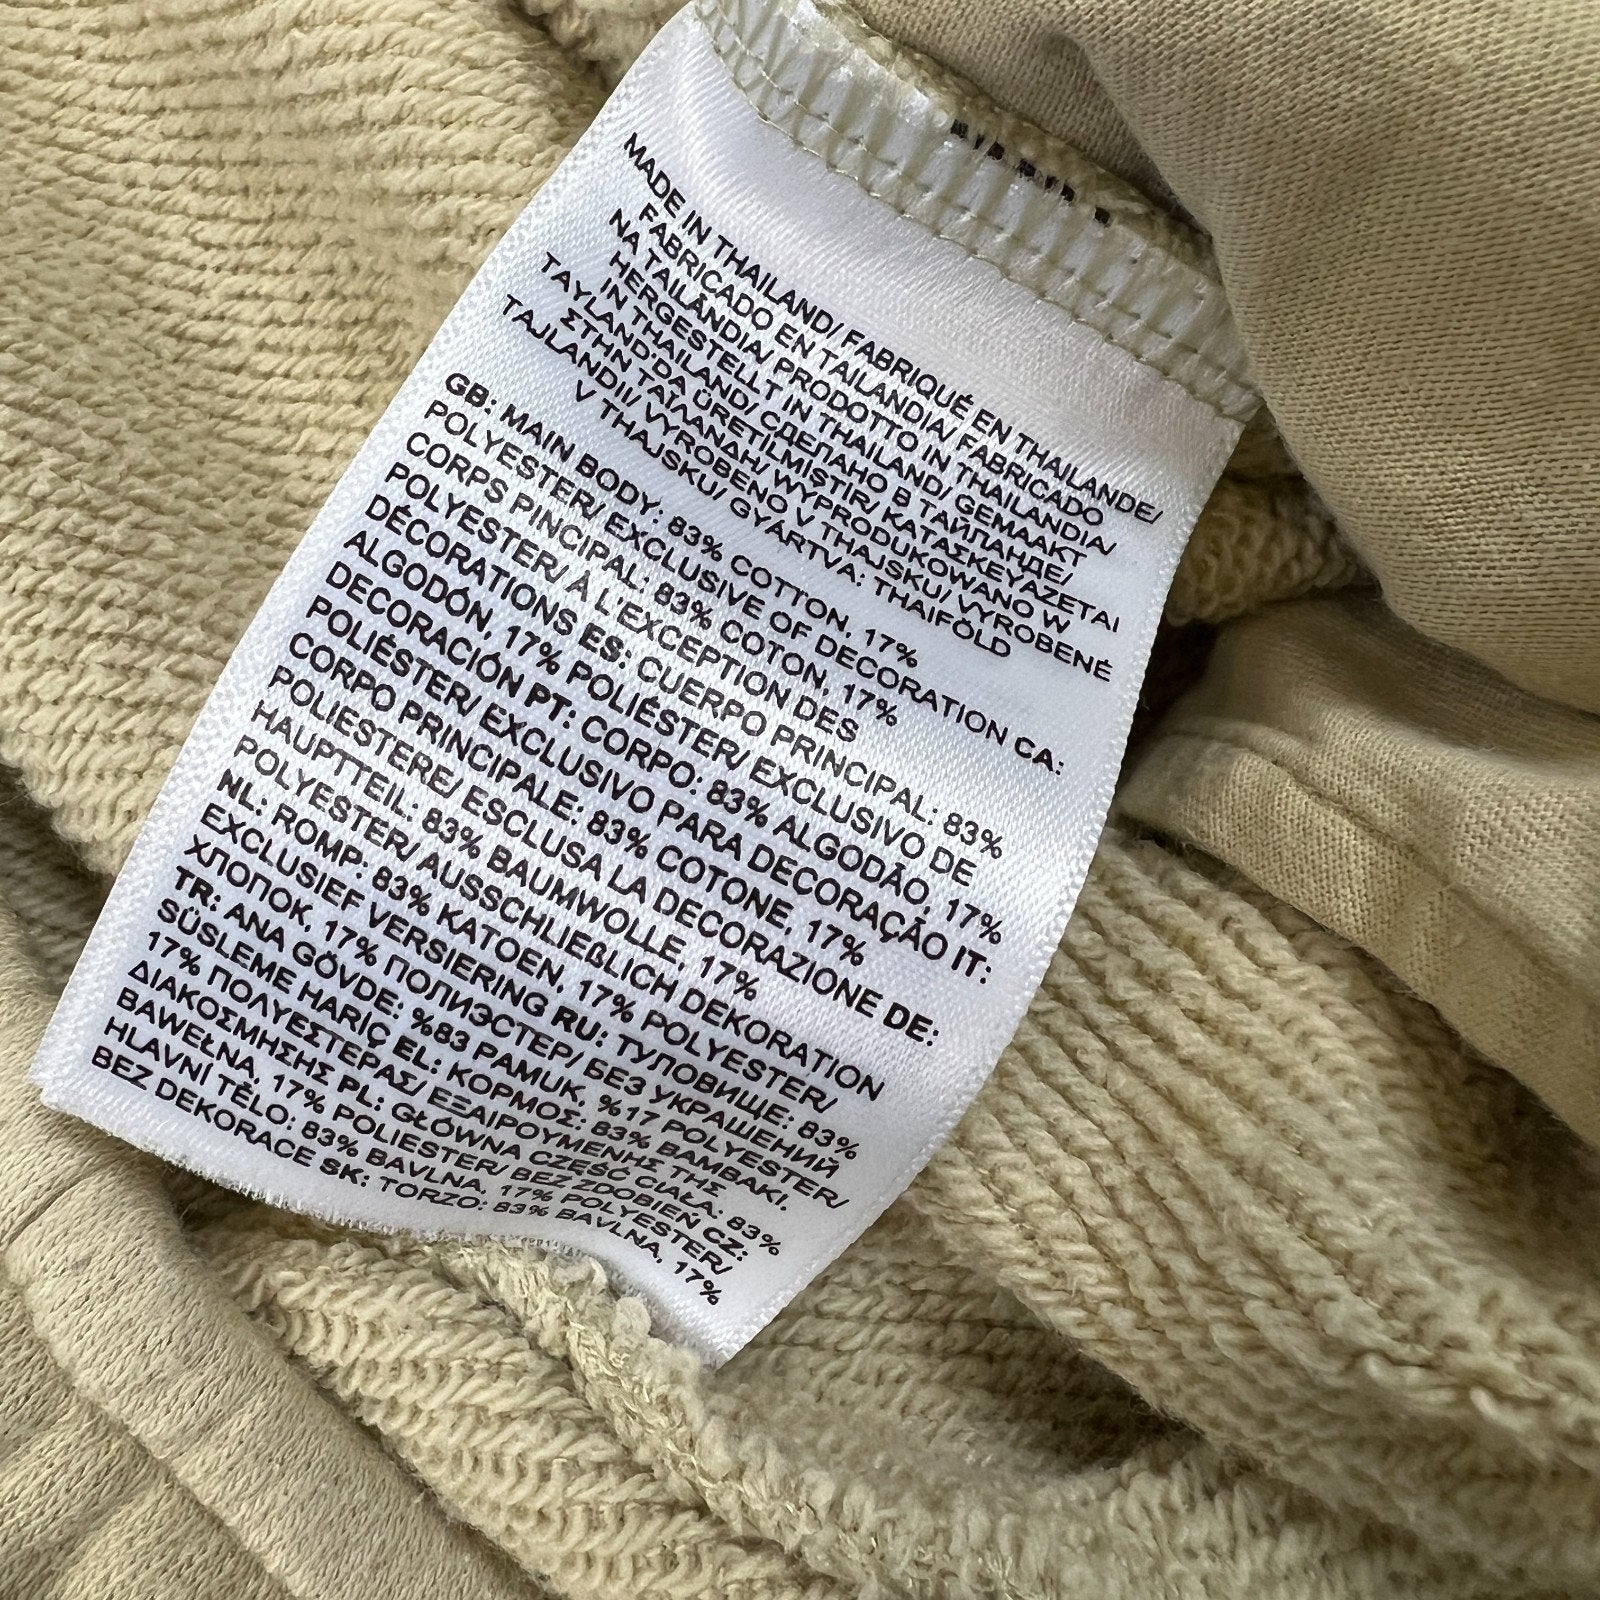 MADE IN THAILAND/ FABRIQUÉ EN THAILANDE/
FABRICADO EN TAILANDIA/ FABRICADO
NA TAILÂNDIA/ PRODOTTO IN THAILANDIA/
HERGESTELLT IN THAILAND/ GEMAAKT
IN THAILAND/ СДЕЛАНО В ТАЙЛАНДЕ/
TAYLAND'DA ÜRETİLMİŞTİR/ ΚΑΤΑΣΚΕΥΑΖΕΤΑΙ
ΣΤΗΝ ΤΑΪΛΑΝΔΗ/ WYPRODUKOWANO W
TAJLANDII/ VYROBENO V THAJSKU/ VYROBENÉ
V THAJSKU/ GYÁRTVA: THAIFÖLD
GB: MAIN BODY: 83% COTTON, 17%
POLYESTER/ EXCLUSIVE OF DECORATION CA:
CORPS PINCIPAL: 83% COTON, 17%
POLYESTER/ À L'EXCEPTION DES
DÉCORATIONS ES: CUERPO PRINCIPAL: 83%
ALGODÓN, 17% POLIÉSTER/ EXCLUSIVO DE
DECORACIÓN PT: CORPO: 83% ALGODÃO, 17%
POLIÉSTER/ EXCLUSIVO PARA DECORAÇÃO IT:
CORPO PRINCIPALE: 83% COTONE, 17%
POLIESTERE/ ESCLUSA LA DECORAZIONE DE:
HAUPTTEIL: 83% BAUMWOLLE, 17%
POLYESTER/ AUSSCHLIEßLICH DEKORATION
NL: ROMP: 83% KATOEN, 17% POLYESTER/
EXCLUSIEF VERSIERING RU: ТУЛОВИЩЕ: 83%
ХЛОПОК, 17% ПОЛИЭСТЕР/ БЕЗ УКРАШЕНИЙ
TR: ANA GÖVDE: %83 PAMUK, %17 POLYESTER/
SÜSLEME HARİÇ EL: ΚΟΡΜΟΣ: 83% ΒΑΜΒΑΚΙ,
17% ΠΟΛΥΕΣΤΕΡΑΣ/ ΕΞΑΙΡΟΥΜΕΝΗΣ ΤΗΣ
ΔΙΑΚΟΣΜΗΣΗΣ PL: GŁÓWNA CZĘŚĆ CIAŁA: 83%
BAWEŁNA, 17% POLIESTER/ BEZ ZDOBIEŃ CZ:
HLAVNÍ TĚLO: 83% BAVLNA, 17% POLYESTER/
BEZ DEKORACE SK: TORZO: 83% BAVLNA, 17%